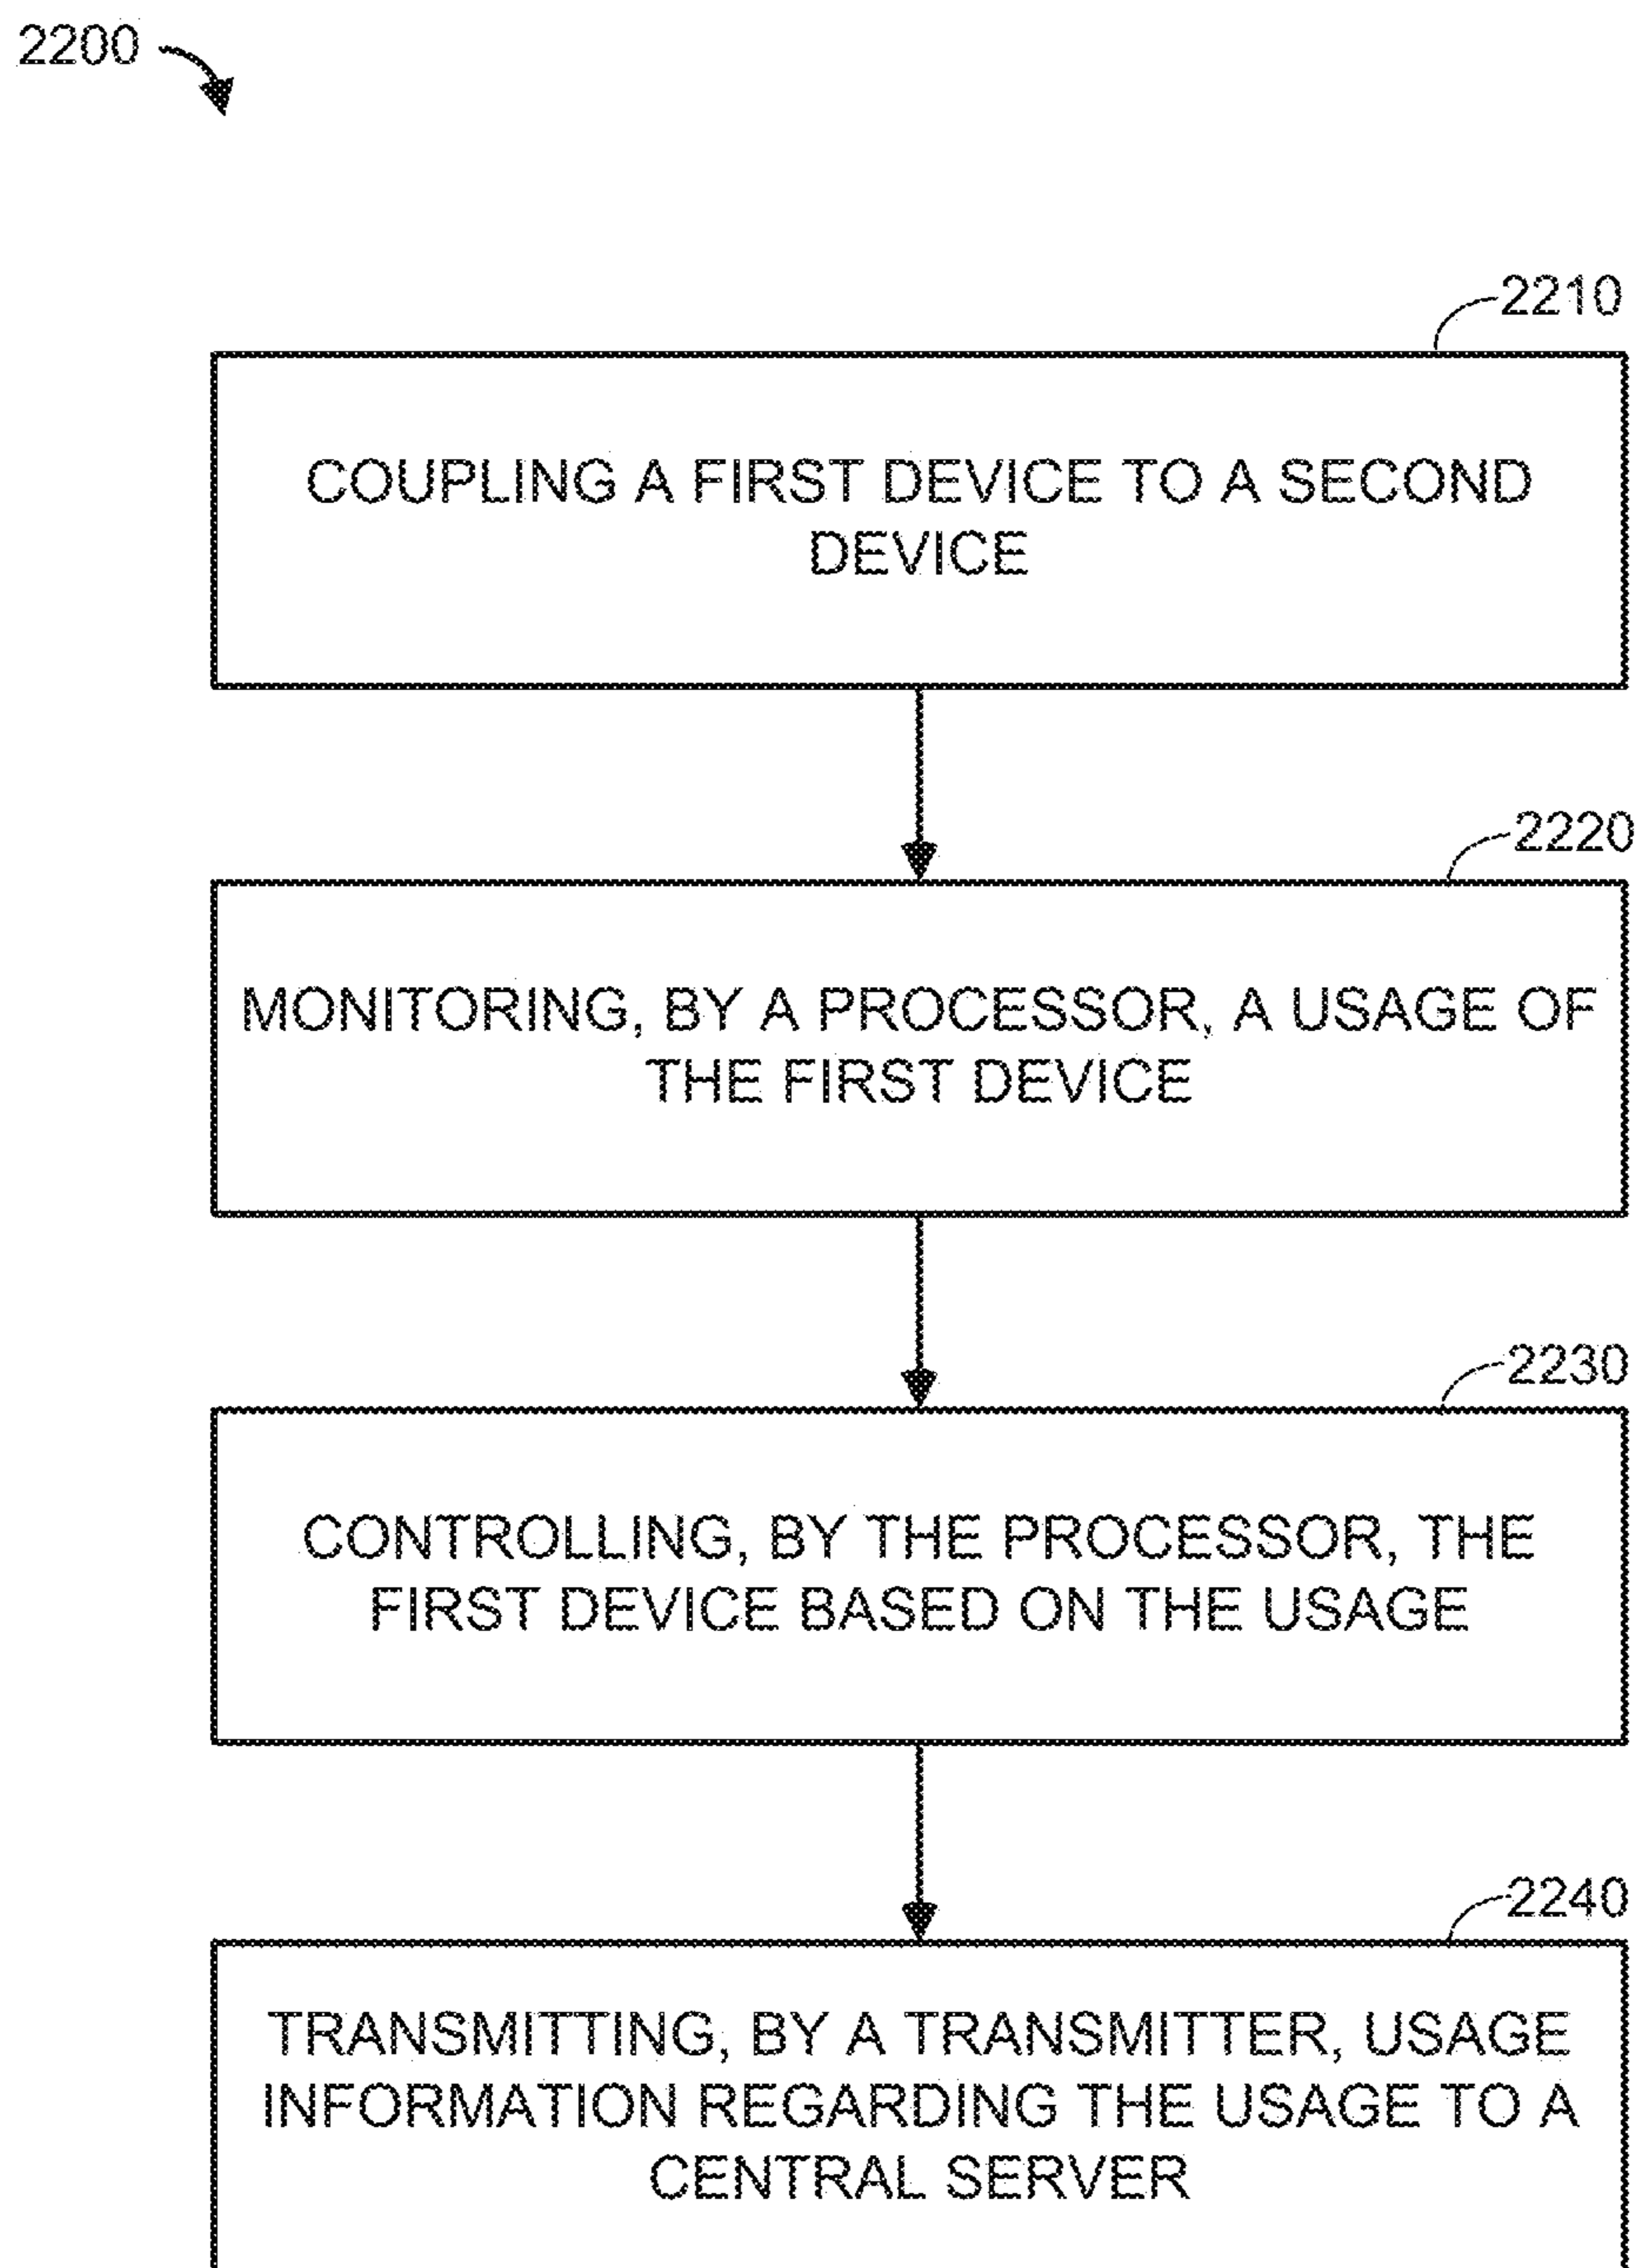 2200
2210
COUPLING A FIRST DEVICE TO A SECOND
DEVICE
2220
MONITORING, BY A PROCESSOR, A USAGE OF
THE FIRST DEVICE
2230
CONTROLLING, BY THE PROCESSOR, THE
FIRST DEVICE BASED ON THE USAGE
2240
TRANSMITTING, BY A TRANSMITTER, USAGE
INFORMATION REGARDING THE USAGE TO A
CENTRAL SERVER